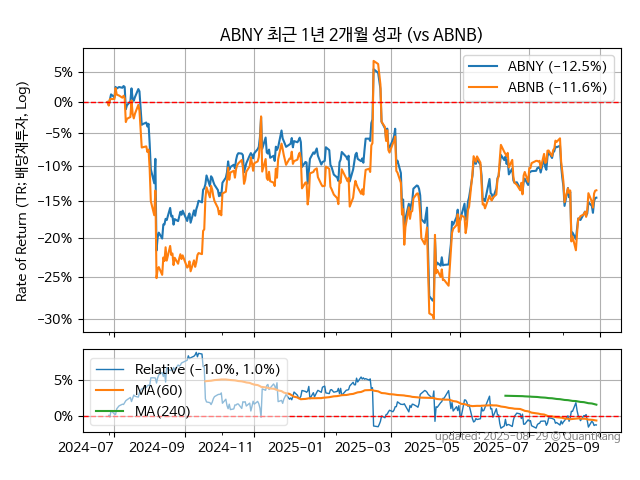 ABNY 최근 1년 2개월 성과 (vs ABNB)
Rate of Return (TR: 배당재투자, Log)
5%
0%
−5%
−10%
−15%
−20%
−25%
−30%
ABNY (−12.5%)
ABNB (−11.6%)
5%
0%
Relative (−1.0%, 1.0%)
MA(60)
MA(240)
updated: 2025-08-29 © Quantkang
2024-07 2024-09 2024-11 2025-01 2025-03 2025-05 2025-07 2025-09